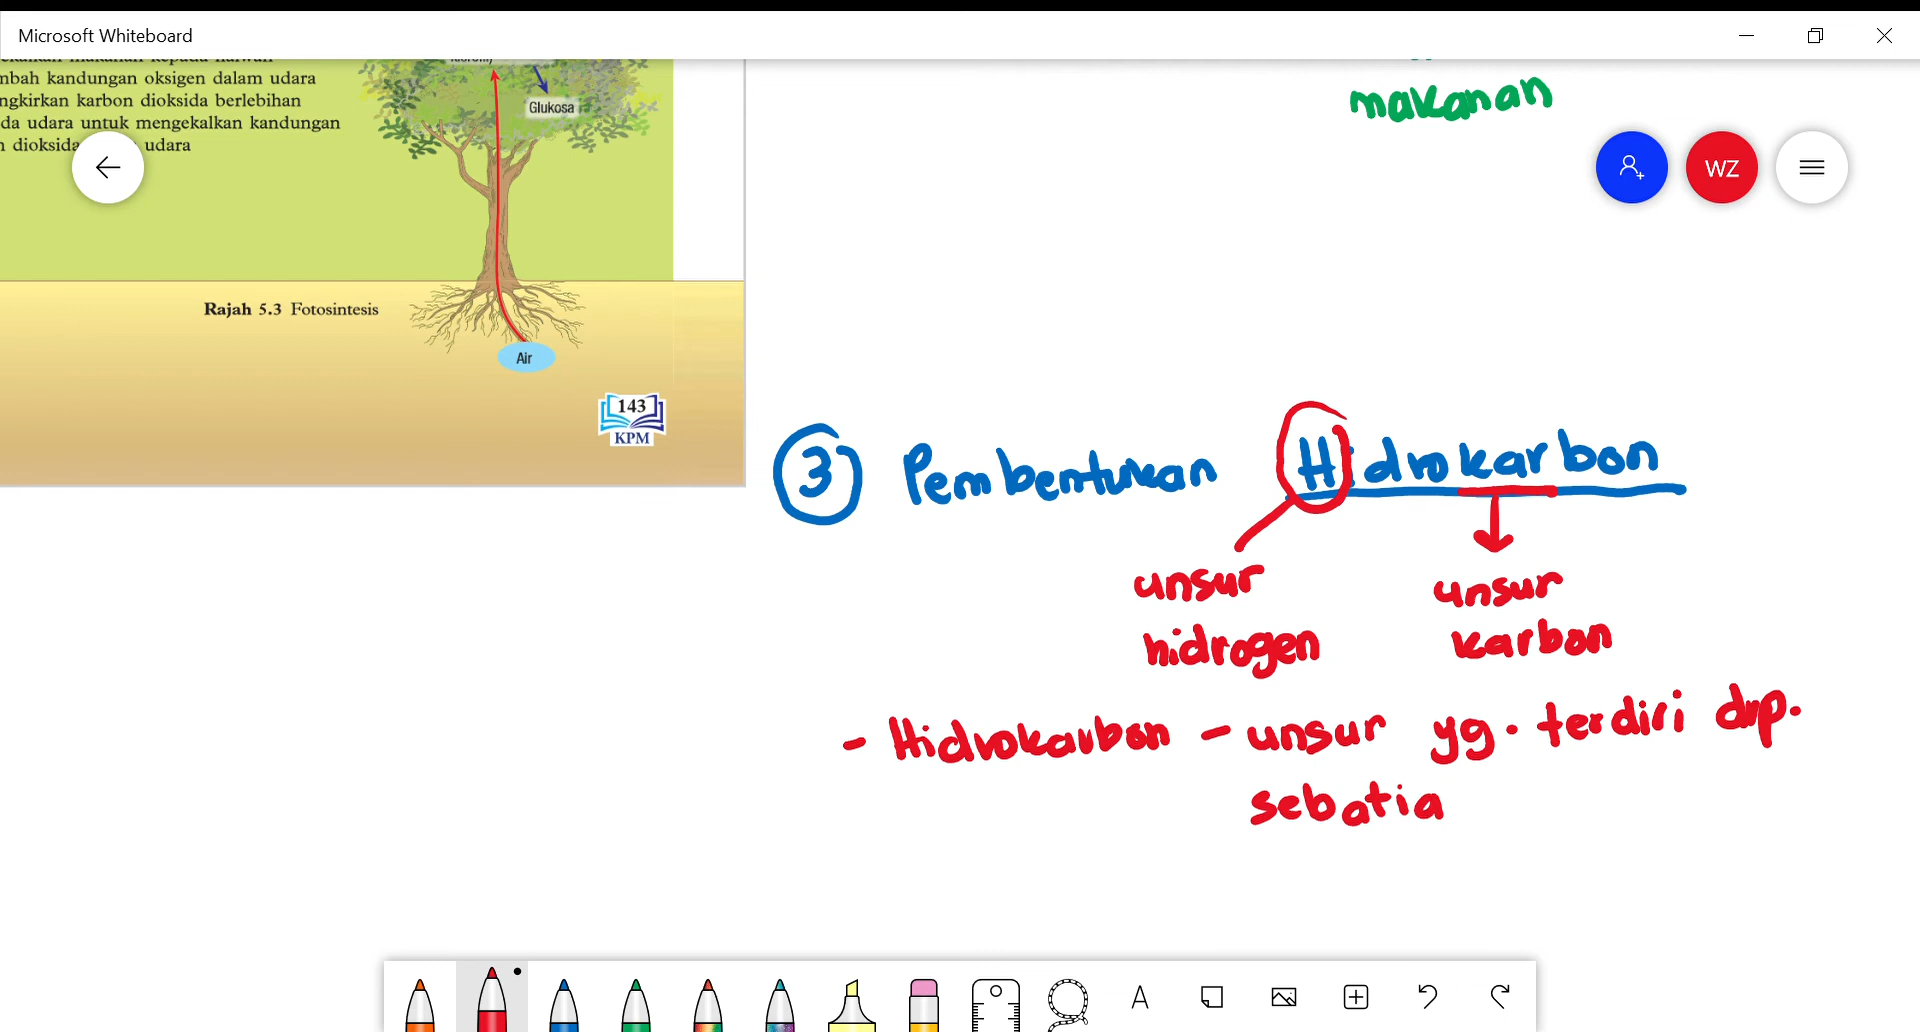 Microsoft Whiteboard
mbah kandungan oksigen dalam udara
ngkirkan karbon dioksida berlebihan
da udara untuk mengekalkan kandungan
n dioksida udara
Glukosa
Rajah 5.3 Fotosintesis
Air
143
KPM
makanan
WZ
3 Pembentukan Hidrokarbon
unsur unsur
hidrogen karbon
- Hidrokarbon - unsur yg. terdiri drp.
sebatia
A